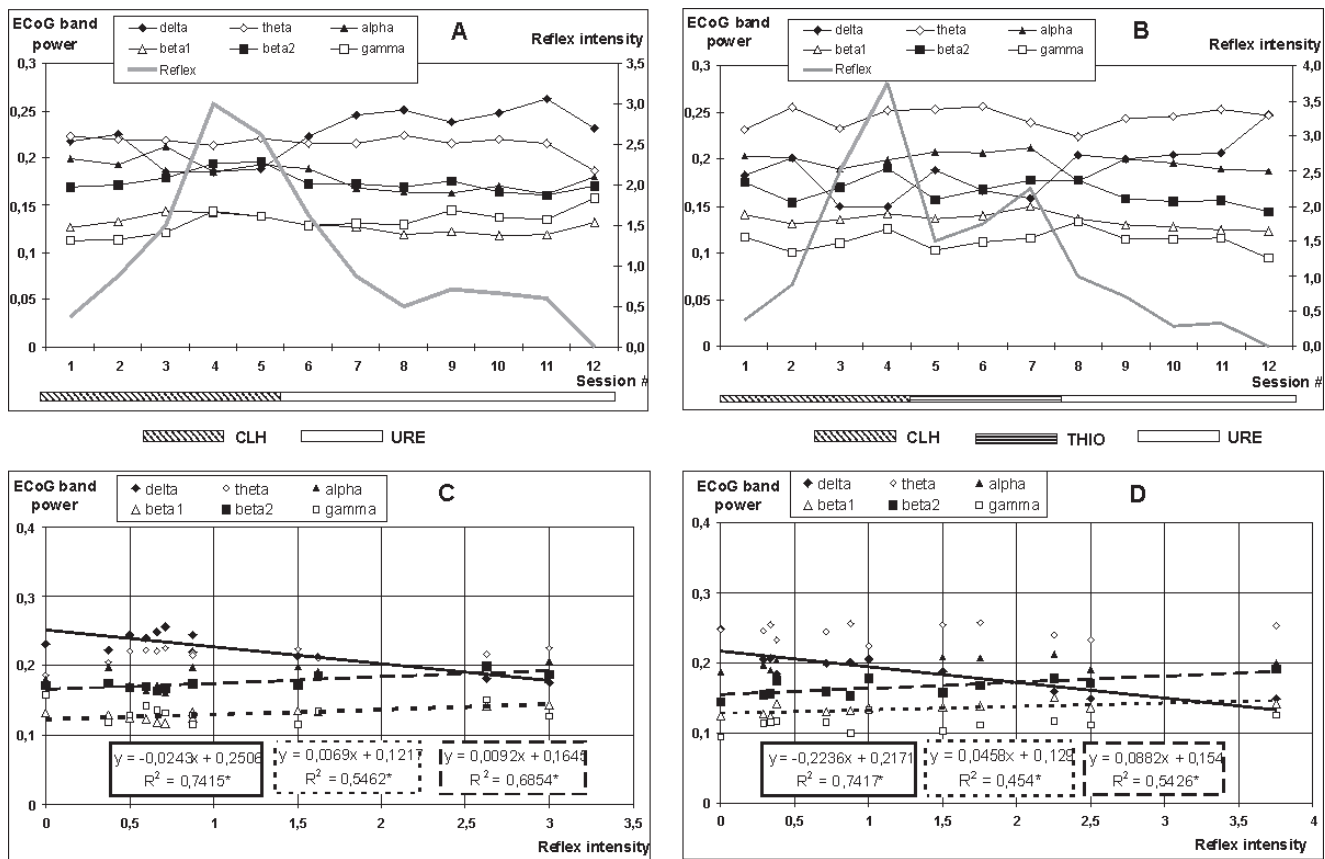 ECoG band power
delta theta alpha
beta1 beta2 gamma
Reflex
A
Reflex intensity
0,3
0,25
0,2
0,15
0,1
0,05
0
3,5
3,0
2,5
2,0
1,5
1,0
0,5
0,0
1 2 3 4 5 6 7 8 9 10 11 12
Session #
CLH URE
ECoG band power
delta theta alpha
beta1 beta2 gamma
Reflex
B
Reflex intensity
0,3
0,25
0,2
0,15
0,1
0,05
0
4,0
3,5
3,0
2,5
2,0
1,5
1,0
0,5
0,0
1 2 3 4 5 6 7 8 9 10 11 12
Session #
CLH THIO URE
ECoG band power
delta theta alpha
beta1 beta2 gamma
C
0,4
0,3
0,2
0,1
0
y = -0,0243x + 0,2506
R² = 0,7415*
y = 0,0069x + 0,1217
R² = 0,5462*
y = 0,0092x + 0,1645
R² = 0,6854*
0 0,5 1 1,5 2 2,5 3 3,5
Reflex intensity
ECoG band power
delta theta alpha
beta1 beta2 gamma
D
0,4
0,3
0,2
0,1
0
y = -0,2236x + 0,2171
R² = 0,7417*
y = 0,0458x + 0,129
R² = 0,454*
y = 0,0882x + 0,154
R² = 0,5426*
0 0,5 1 1,5 2 2,5 3 3,5 4
Reflex intensity